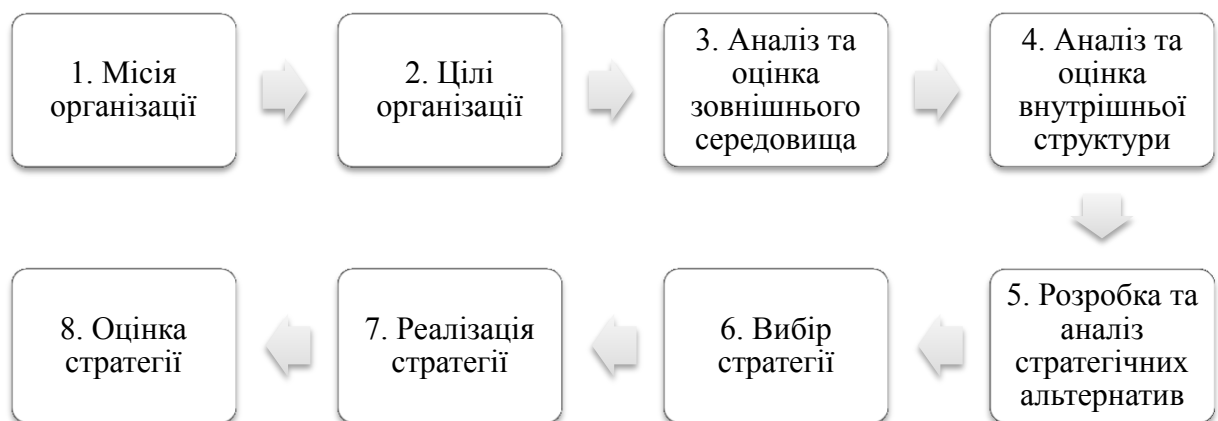 1. Місія
організації
2. Цілі
організації
3. Аналіз та
оцінка
зовнішнього
середовища
4. Аналіз та
оцінка
внутрішньої
структури
5. Розробка та
аналіз
стратегічних
альтернатив
6. Вибір
стратегії
7. Реалізація
стратегії
8. Оцінка
стратегії